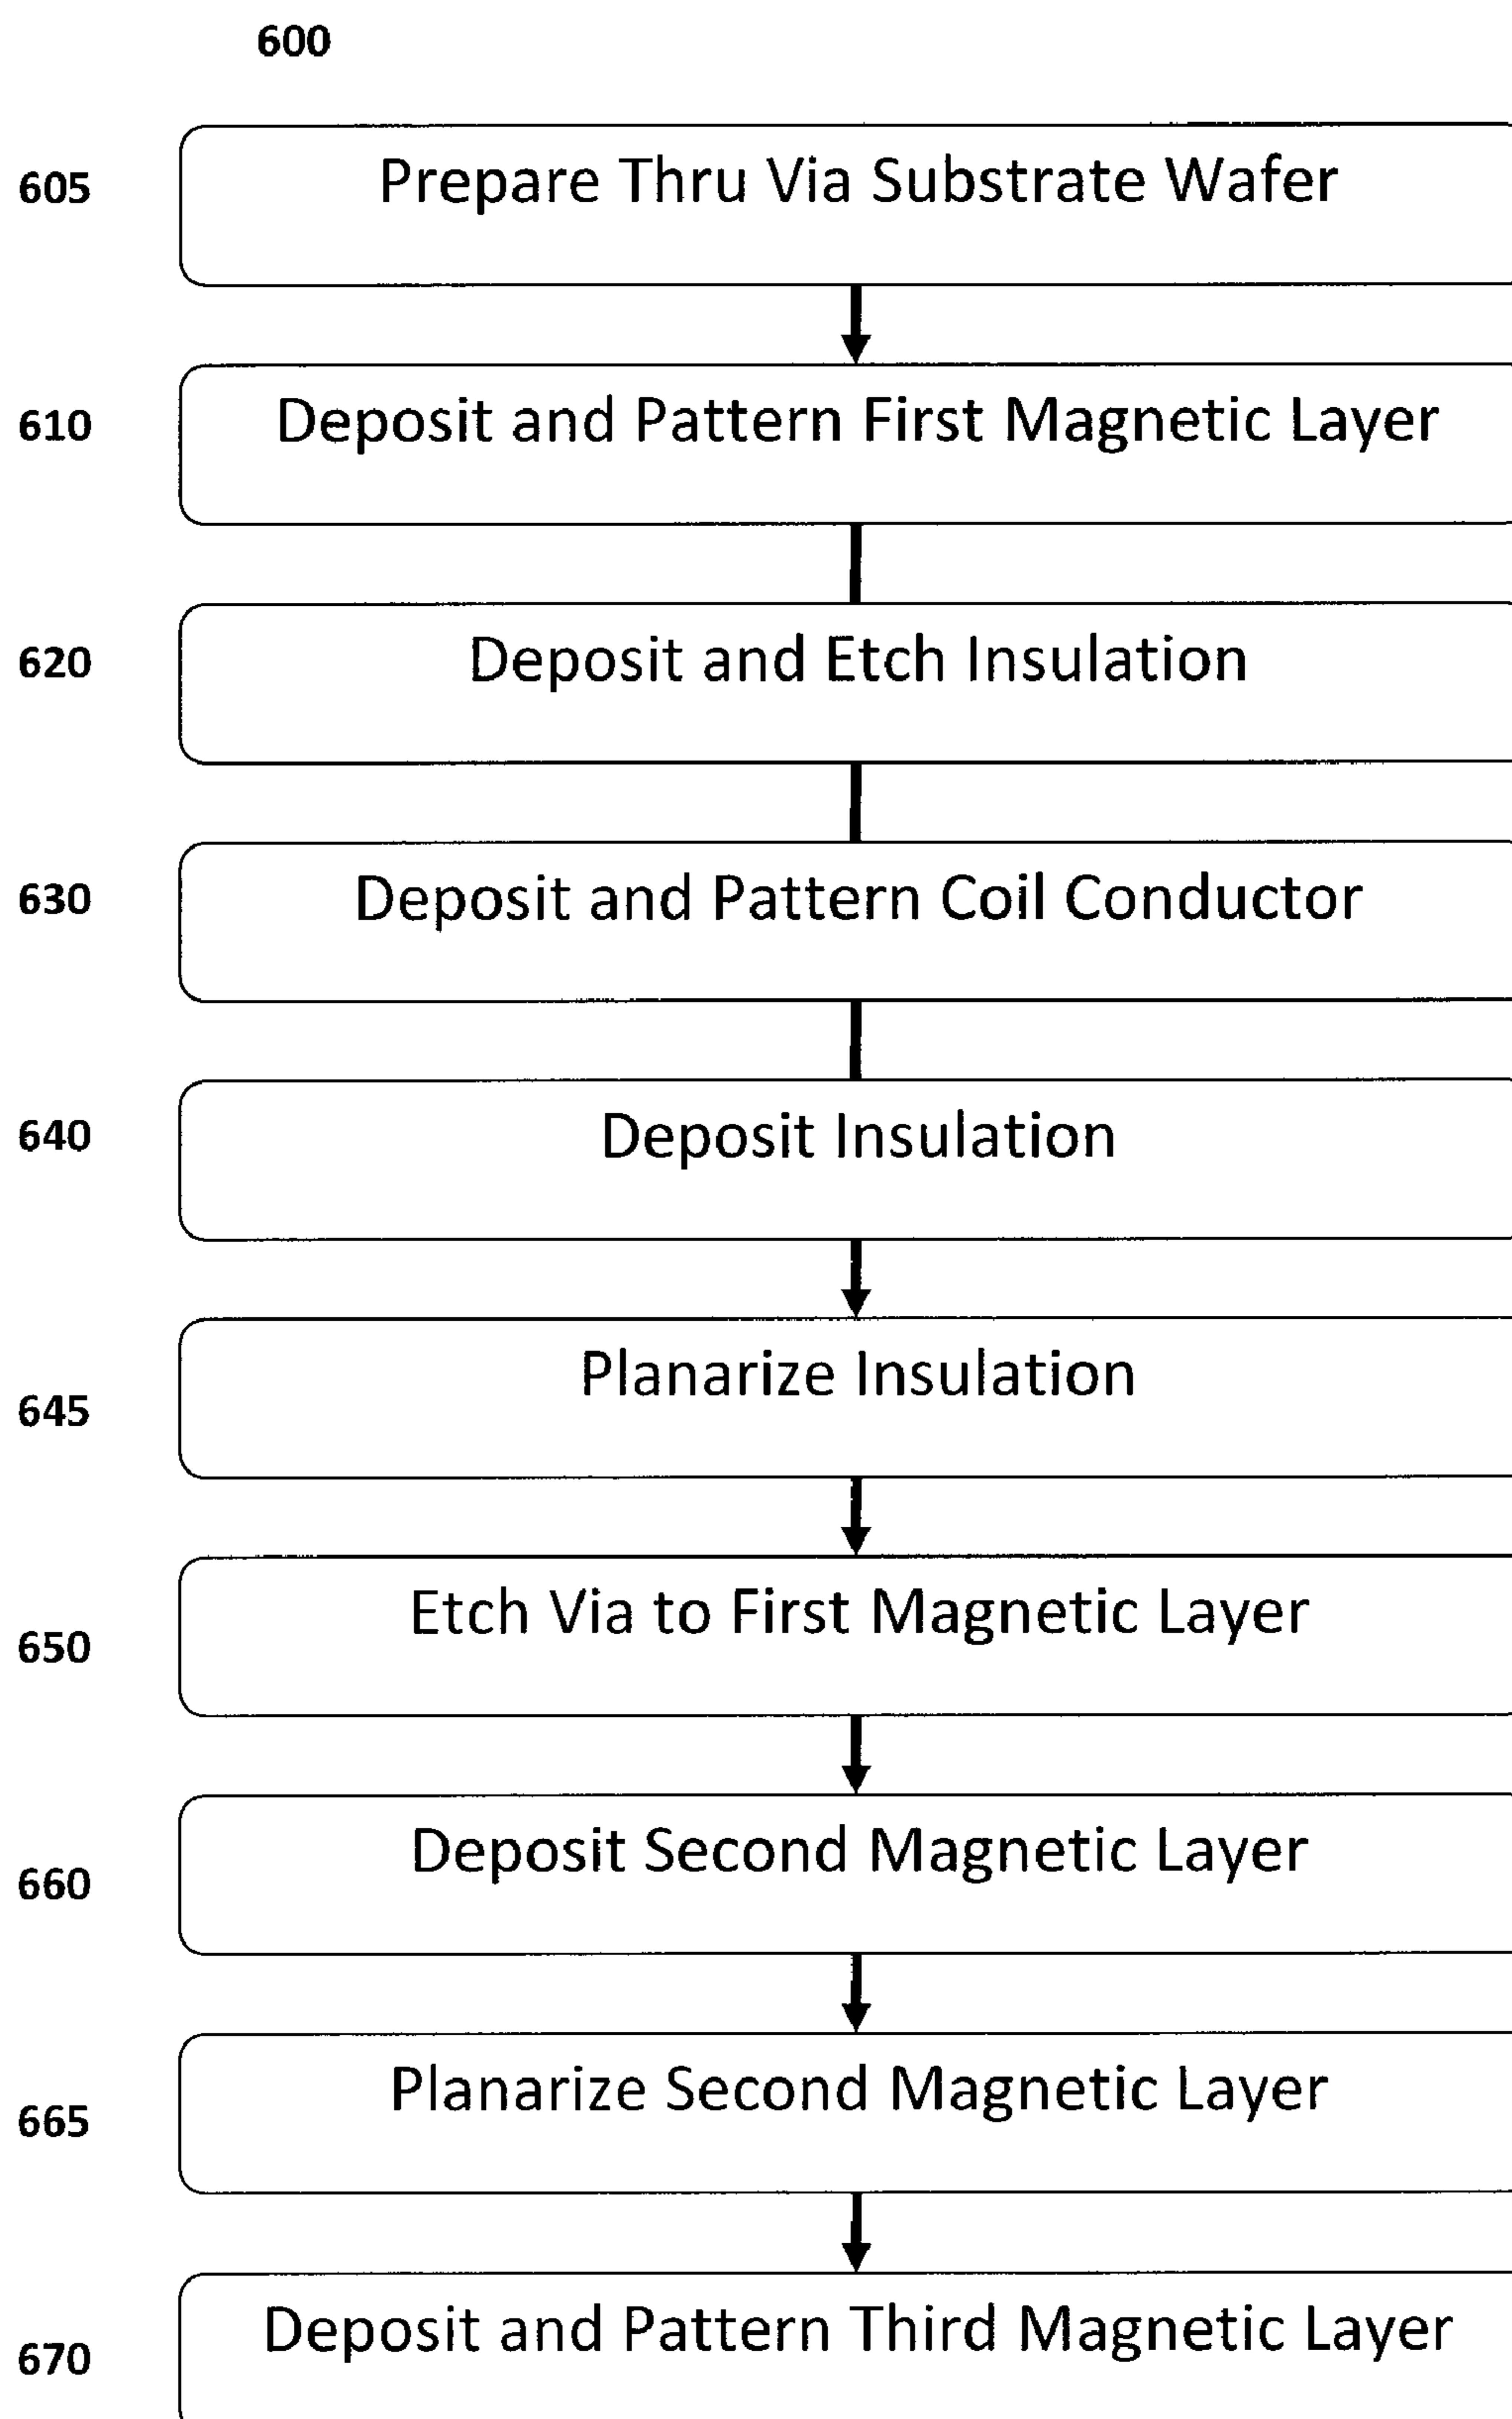 600
605 Prepare Thru Via Substrate Wafer
610 Deposit and Pattern First Magnetic Layer
620 Deposit and Etch Insulation
630 Deposit and Pattern Coil Conductor
640 Deposit Insulation
645 Planarize Insulation
650 Etch Via to First Magnetic Layer
660 Deposit Second Magnetic Layer
665 Planarize Second Magnetic Layer
670 Deposit and Pattern Third Magnetic Layer